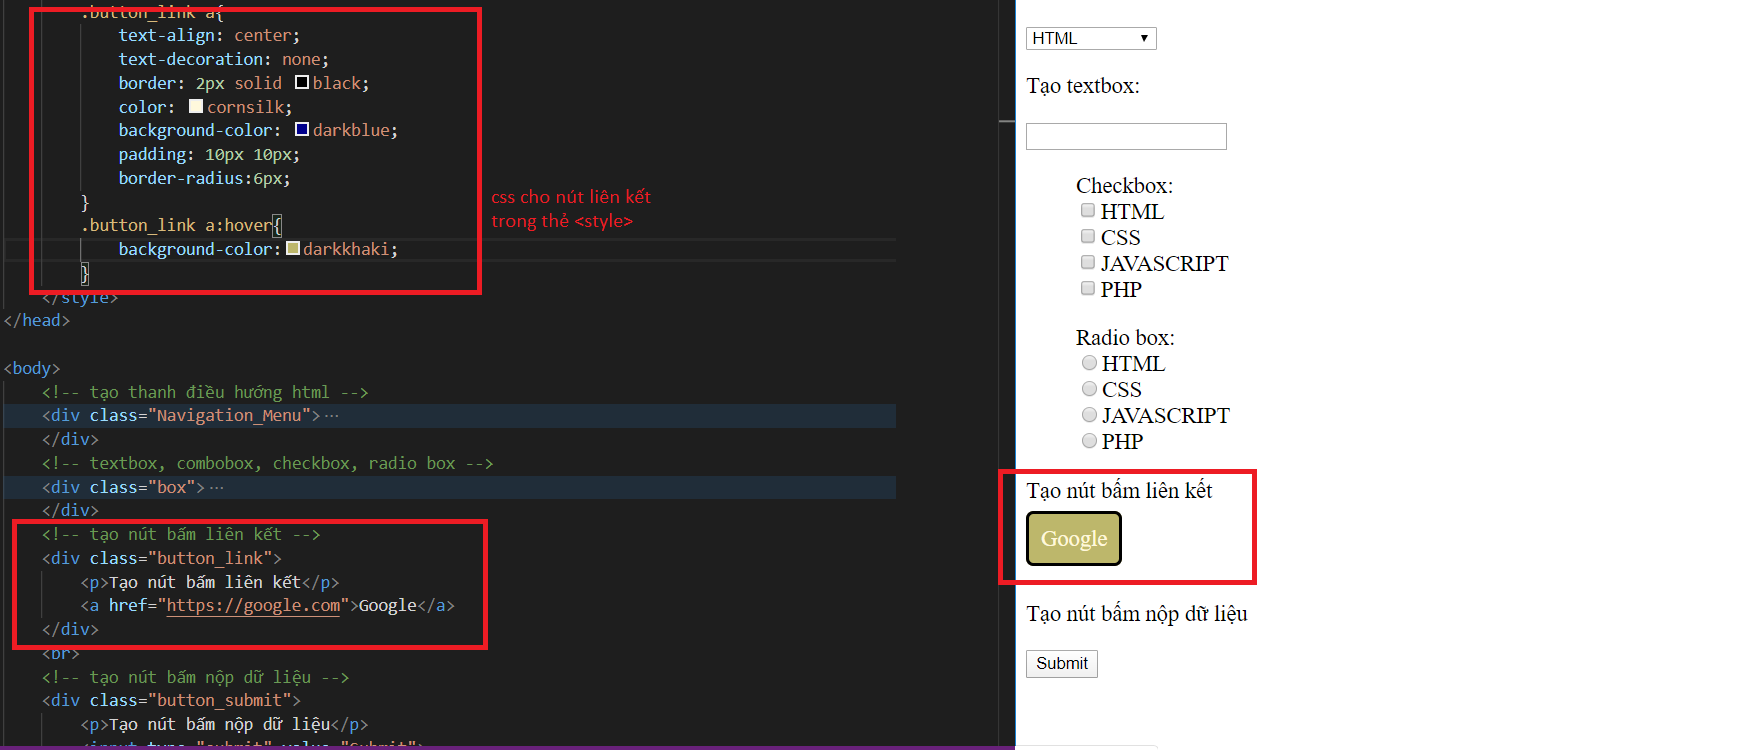 .button_link a{
text-align: center;
text-decoration: none;
border: 2px solid black;
color: cornsilk;
background-color: darkblue;
padding: 10px 10px;
border-radius:6px;
}
.button_link a:hover{
background-color: darkkhaki;
}
</style>
</head>
<body>
<!-- tạo thanh điều hướng html -->
<div class="Navigation_Menu"> ...
</div>
<!-- textbox, combobox, checkbox, radio box -->
<div class="box"> ...
</div>
<!-- tạo nút bấm liên kết -->
<div class="button_link">
<p>Tạo nút bấm liên kết</p>
<a href="https://google.com">Google</a>
</div>
<br>
<!-- tạo nút bấm nộp dữ liệu -->
<div class="button_submit">
<p>Tạo nút bấm nộp dữ liệu</p>
<input type="submit" value="Submit">
css cho nút liên kết
trong thẻ <style>
HTML
Tạo textbox:
Checkbox:
HTML
CSS
JAVASCRIPT
PHP
Radio box:
HTML
CSS
JAVASCRIPT
PHP
Tạo nút bấm liên kết
Google
Tạo nút bấm nộp dữ liệu
Submit